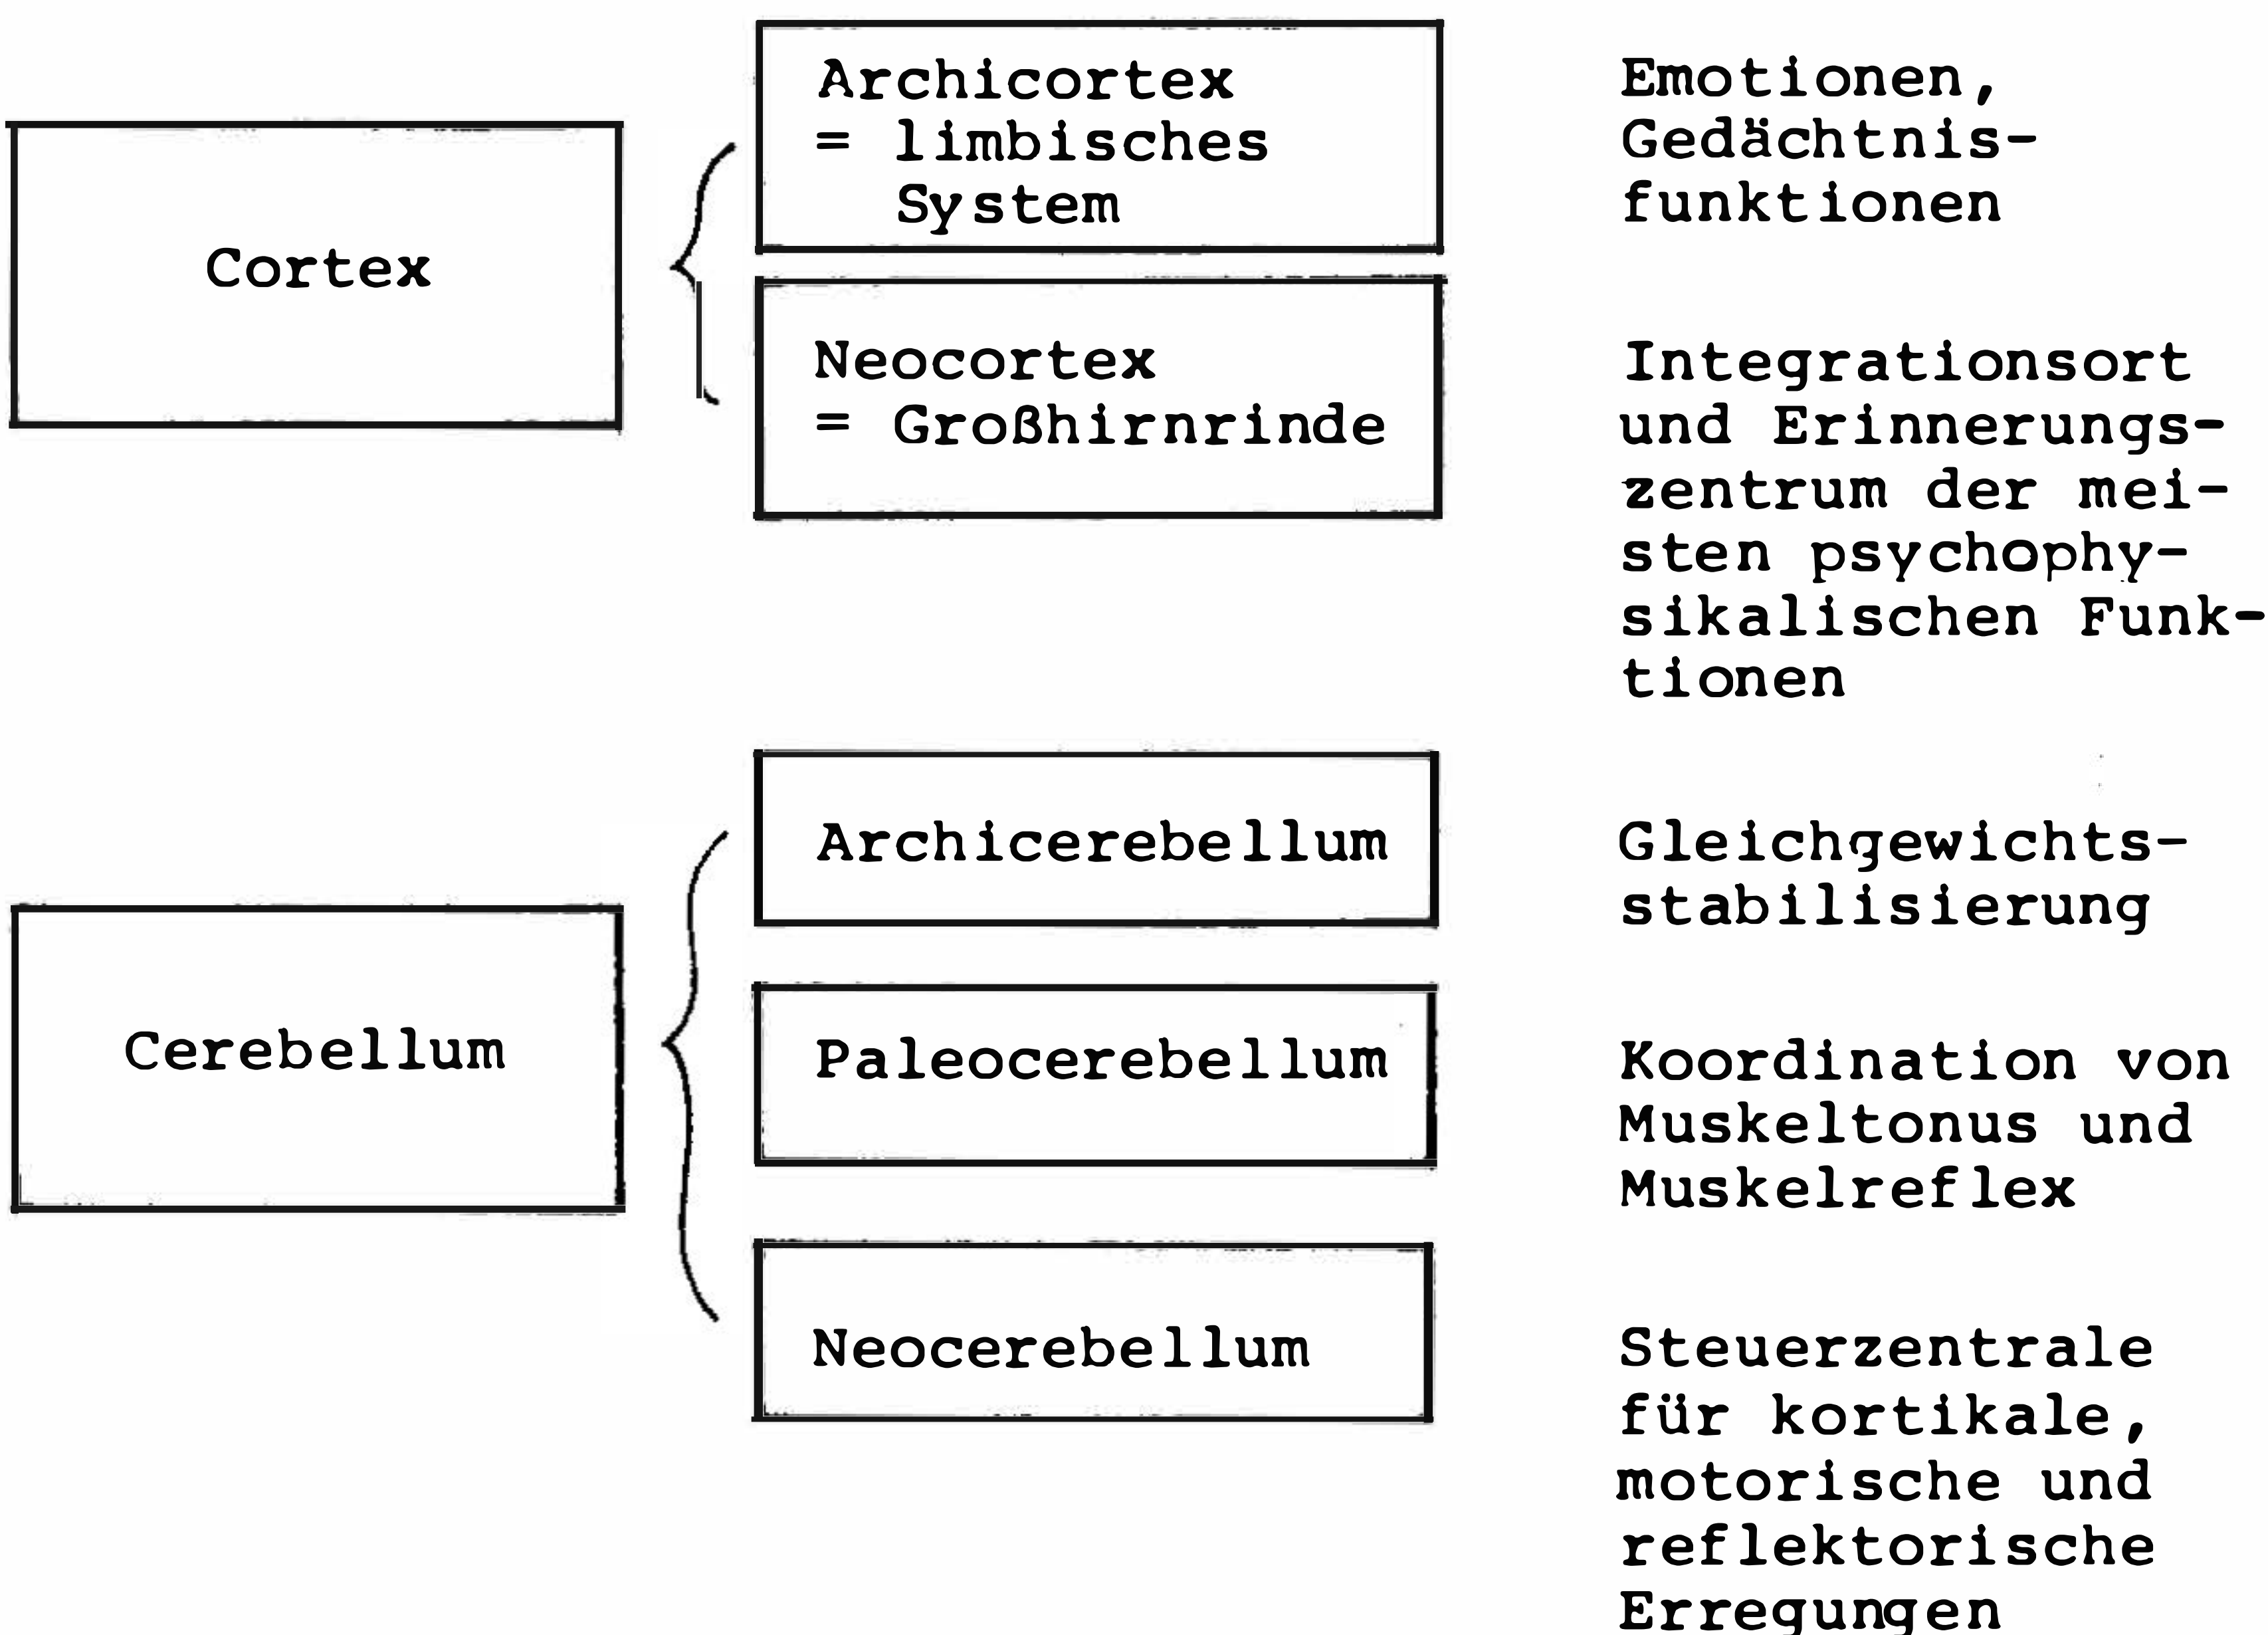 Cortex
Archicortex
= limbisches
System
Emotionen,
Gedächtnis-
funktionen
Neocortex
= Großhirnrinde
Integrationsort
und Erinnerungs-
zentrum der mei-
sten psychophy-
sikalischen Funk-
tionen
Cerebellum
Archicerebellum
Gleichgewichts-
stabilisierung
Paleocerebellum
Koordination von
Muskeltonus und
Muskelreflex
Neocerebellum
Steuerzentrale
für kortikale,
motorische und
reflektorische
Erregungen